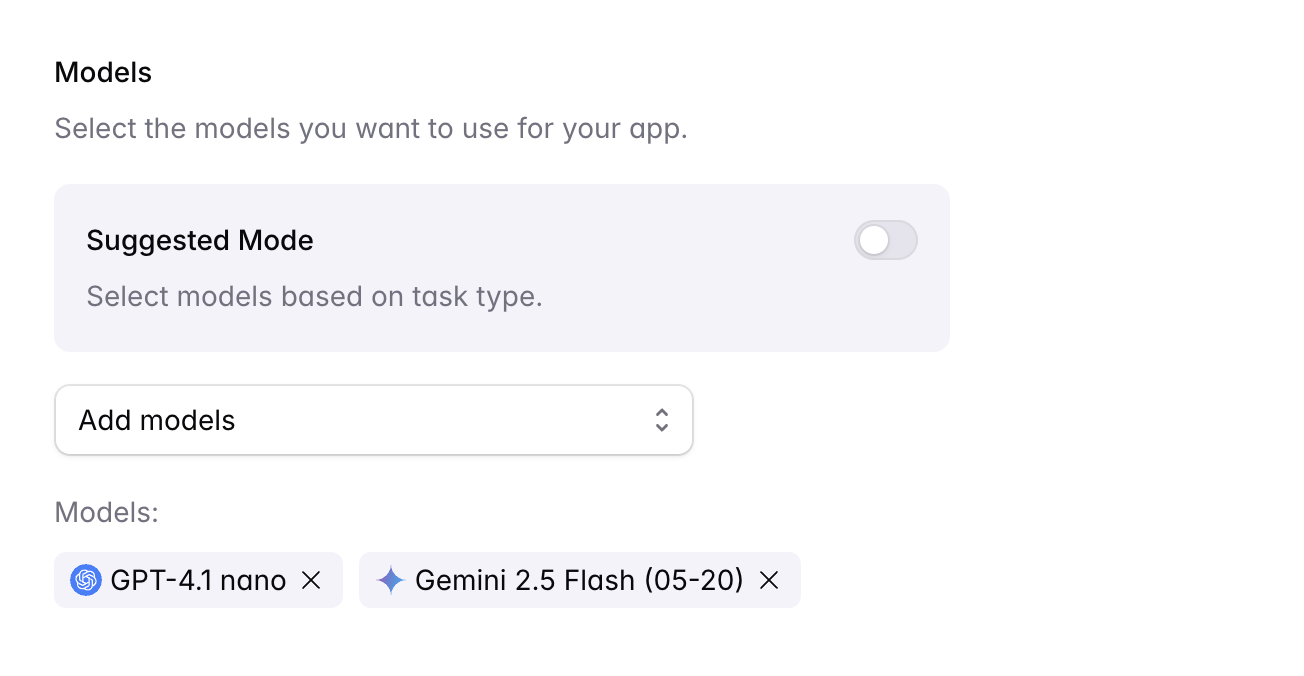 Models
Select the models you want to use for your app.
Suggested Mode
Select models based on task type.
Add models
Models:
GPT-4.1 nano
Gemini 2.5 Flash (05-20)